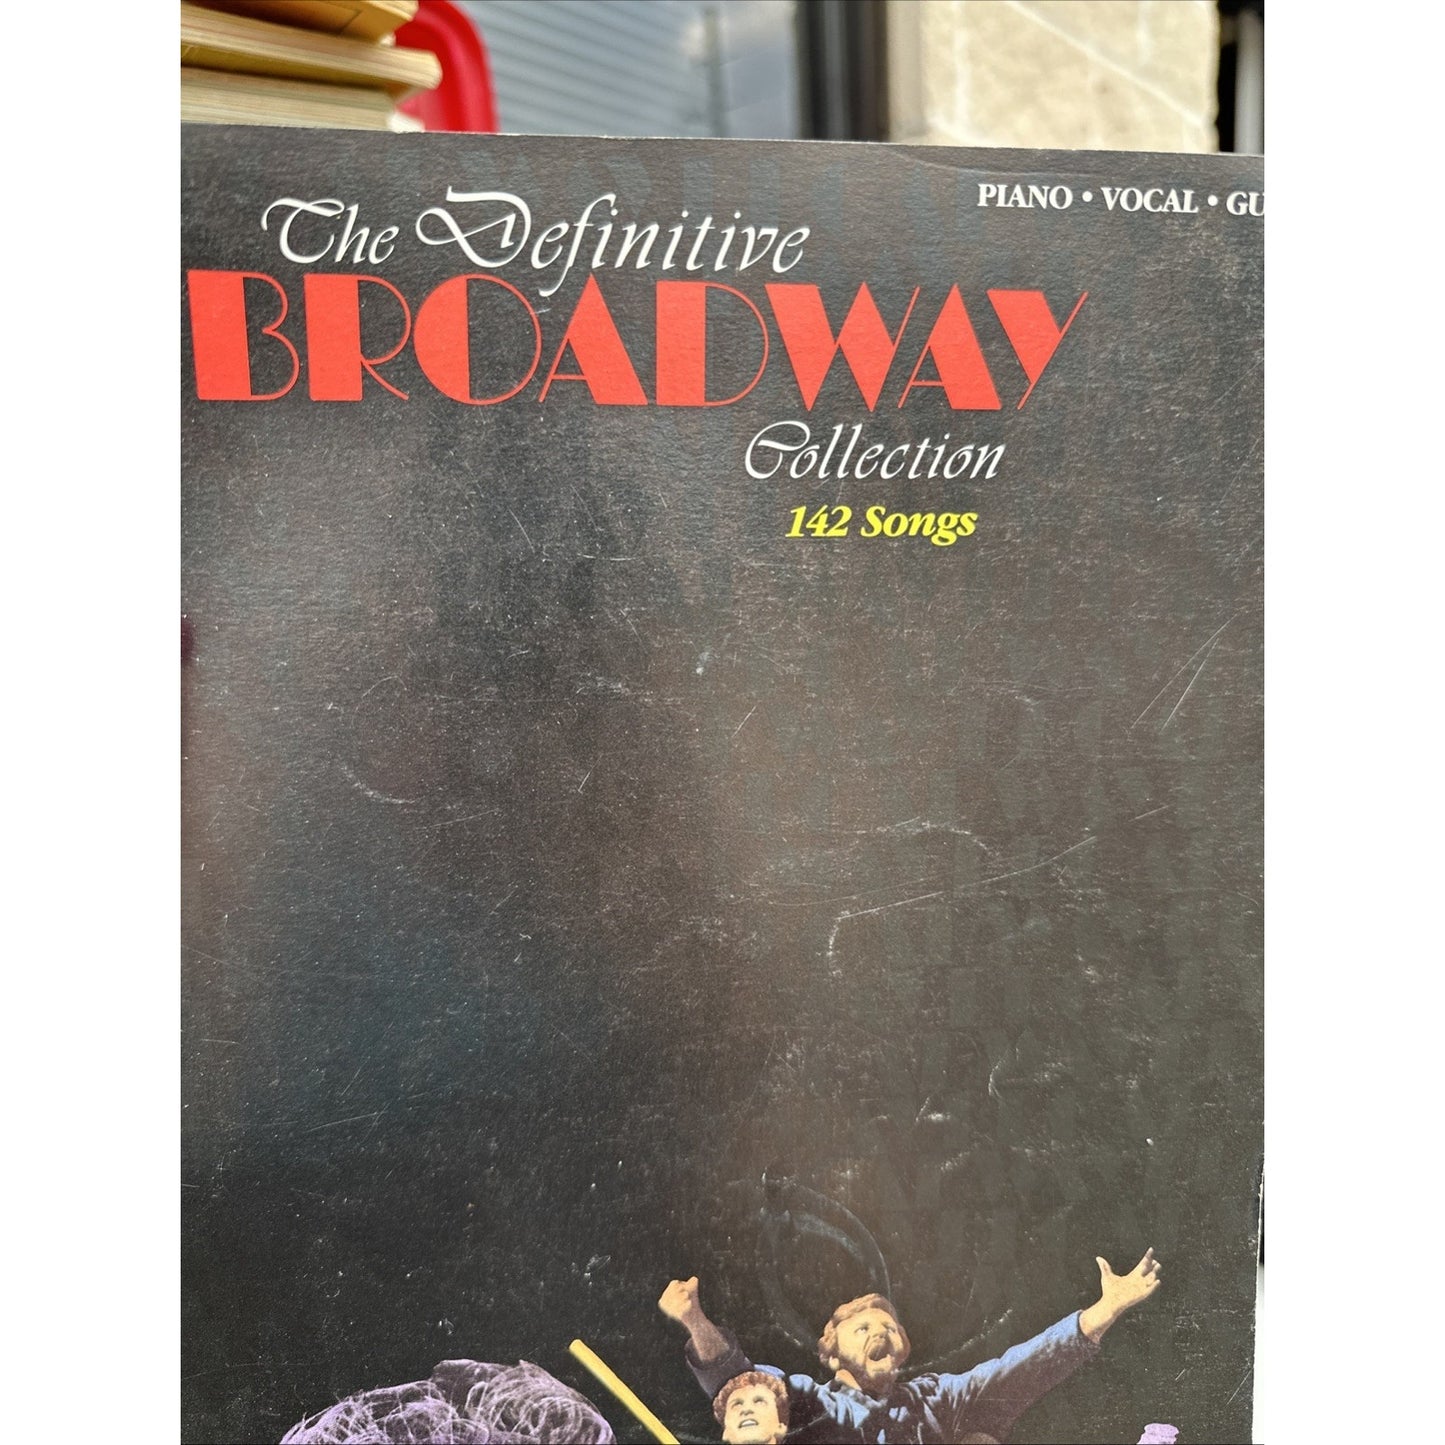 PIANO • VOCAL • GU
The Definitive
BROADWAY
Collection
142 Songs